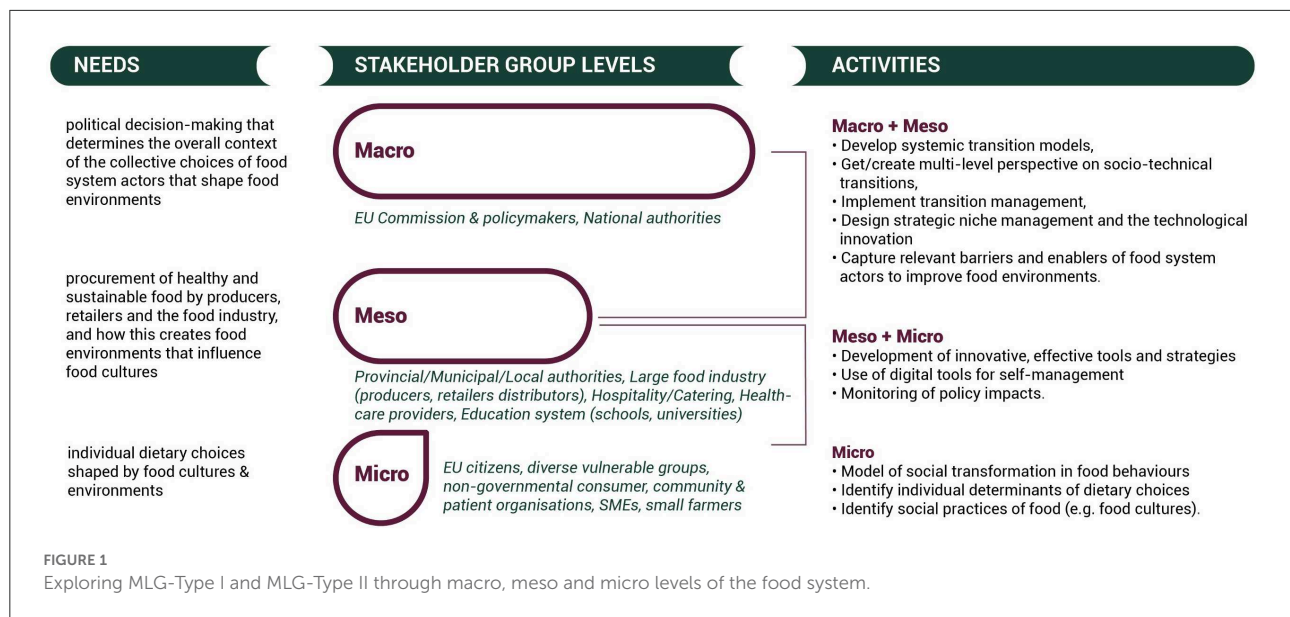 NEEDS
STAKEHOLDER GROUP LEVELS
ACTIVITIES
political decision-making that
determines the overall context
of the collective choices of food
system actors that shape food
environments
Macro
EU Commission & policymakers, National authorities
Macro + Meso
• Develop systemic transition models,
• Get/create multi-level perspective on socio-technical
transitions,
• Implement transition management,
• Design strategic niche management and the technological
innovation
• Capture relevant barriers and enablers of food system
actors to improve food environments.
procurement of healthy and
sustainable food by producers,
retailers and the food industry,
and how this creates food
environments that influence
food cultures
Meso
Provincial/Municipal/Local authorities, Large food industry
(producers, retailers distributors), Hospitality/Catering, Health-
care providers, Education system (schools, universities)
Meso + Micro
• Development of innovative, effective tools and strategies
• Use of digital tools for self-management
• Monitoring of policy impacts.
individual dietary choices
shaped by food cultures &
environments
Micro
EU citizens, diverse vulnerable groups,
non-governmental consumer, community &
patient organisations, SMEs, small farmers
Micro
• Model of social transformation in food behaviours
• Identify individual determinants of dietary choices
• Identify social practices of food (e.g. food cultures).
FIGURE 1
Exploring MLG-Type I and MLG-Type II through macro, meso and micro levels of the food system.